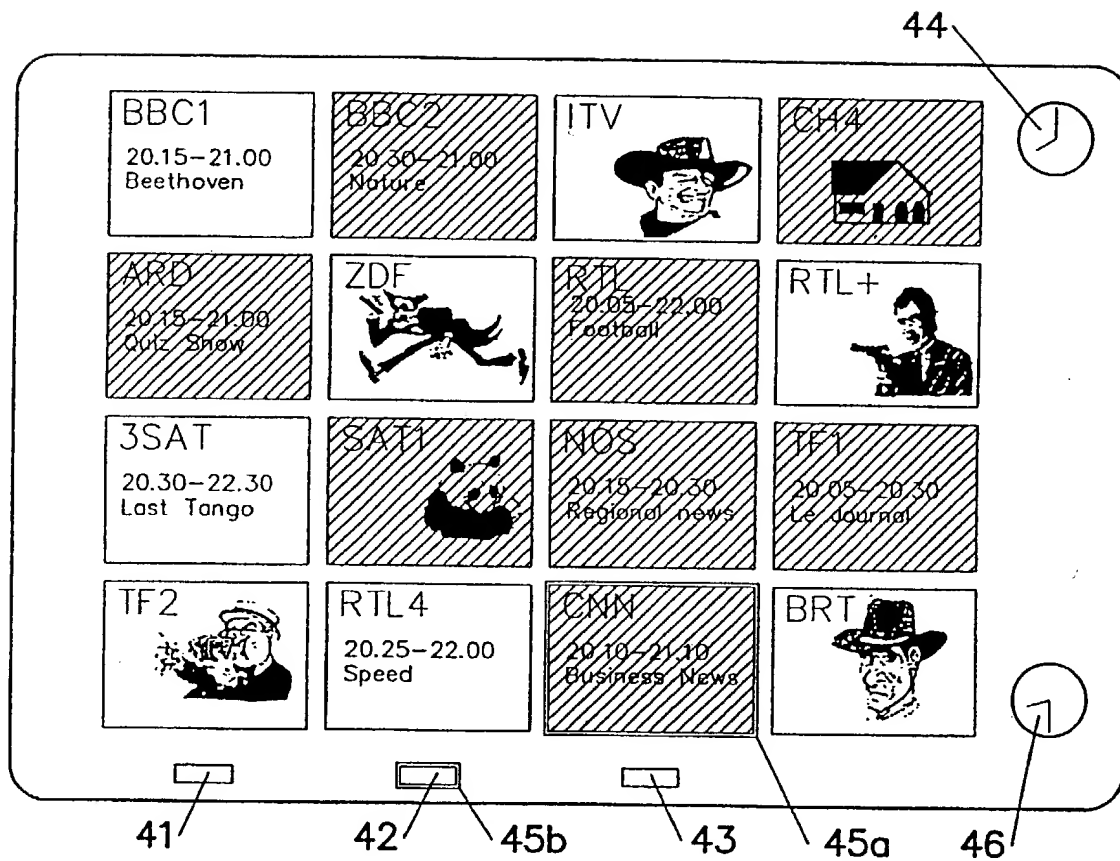 44
BBC1
20.15-21.00
Beethoven
BBC2
20.30-21.00
Nature
ITV
CH4
ARD
20.15-21.00
Quiz Show
ZDF
RTL
20.05-22.00
Football
RTL+
3SAT
20.30-22.30
Last Tango
SAT1
NOS
20.15-20.30
Regional news
TF1
20.05-20.30
Le Journal
TF2
RTL4
20.25-22.00
Speed
CNN
20.10-21.10
Business News
BRT
41
42
45b
43
45a
46